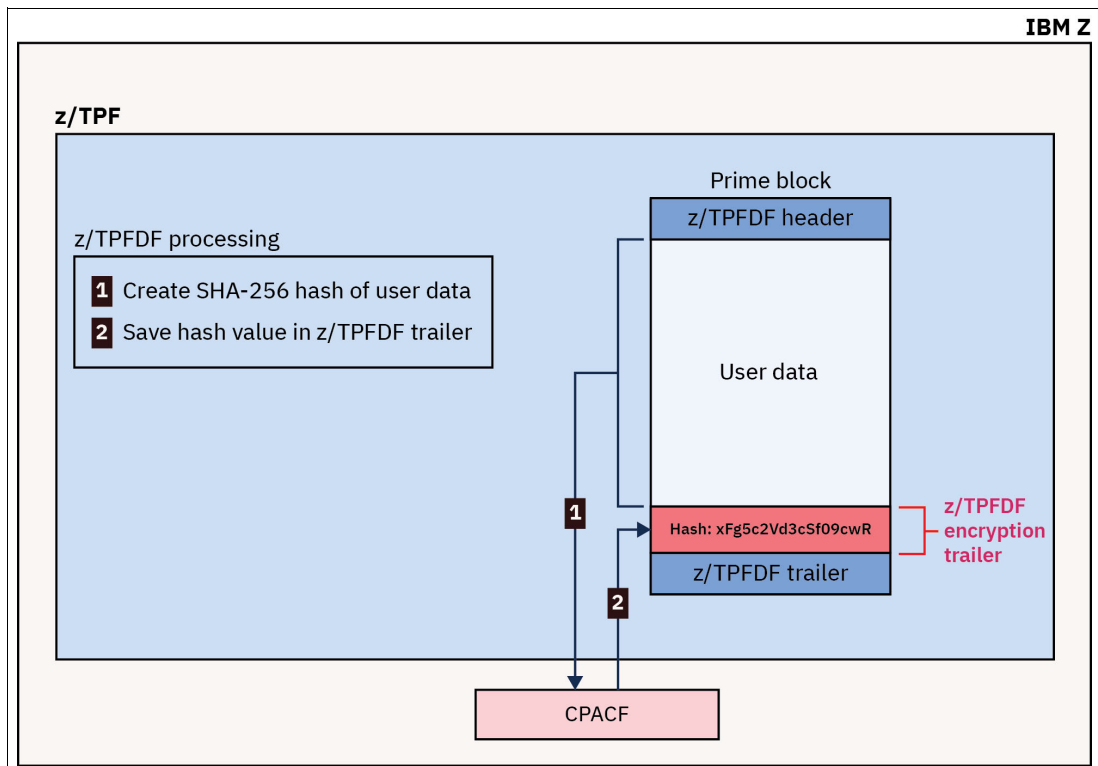 IBM Z
z/TPF
Prime block
z/TPFDF header
z/TPFDF processing
1 Create SHA-256 hash of user data
2 Save hash value in z/TPFDF trailer
User data
1
Hash: xFg5c2Vd3cSf09cwR
z/TPFDF
encryption
trailer
z/TPFDF trailer
2
CPACF